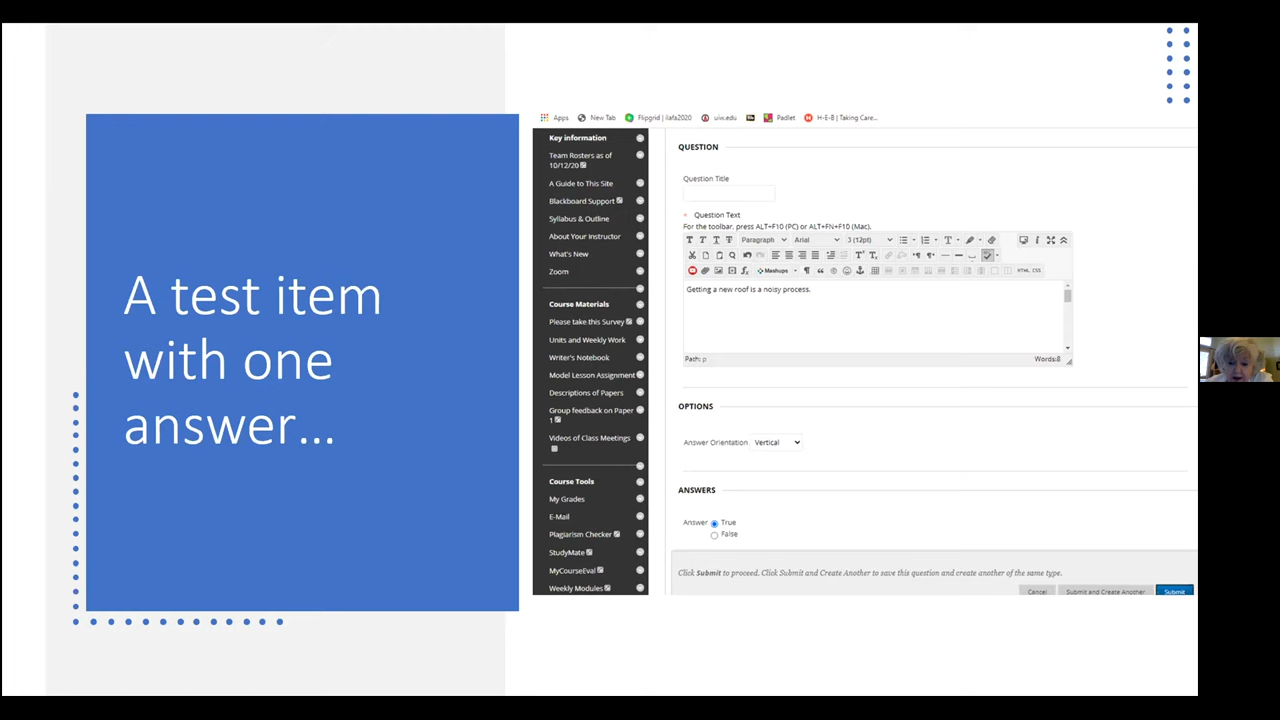 A test item
with one
answer...
Apps New Tab Flipgrid | ilafa2020 uiw.edu Padlet H-E-B | Taking Care...
Key information
Team Rosters as of
10/12/20
A Guide to This Site
Blackboard Support
Syllabus & Outline
About Your Instructor
What's New
Zoom
Course Materials
Please take this Survey
Units and Weekly Work
Writer's Notebook
Model Lesson Assignment
Descriptions of Papers
Group feedback on Paper
1
Videos of Class Meetings
Course Tools
My Grades
E-Mail
Plagiarism Checker
StudyMate
MyCourseEval
Weekly Modules
QUESTION
Question Title
* Question Text
For the toolbar, press ALT+F10 (PC) or ALT+FN+F10 (Mac).
T T T T Paragraph Arial 3 (12pt) T
Mashups HTML CSS
Getting a new roof is a noisy process.
Path: p Words:8
OPTIONS
Answer Orientation Vertical
ANSWERS
Answer True
False
Click Submit to proceed. Click Submit and Create Another to save this question and create another of the same type.
Cancel Submit and Create Another Submit